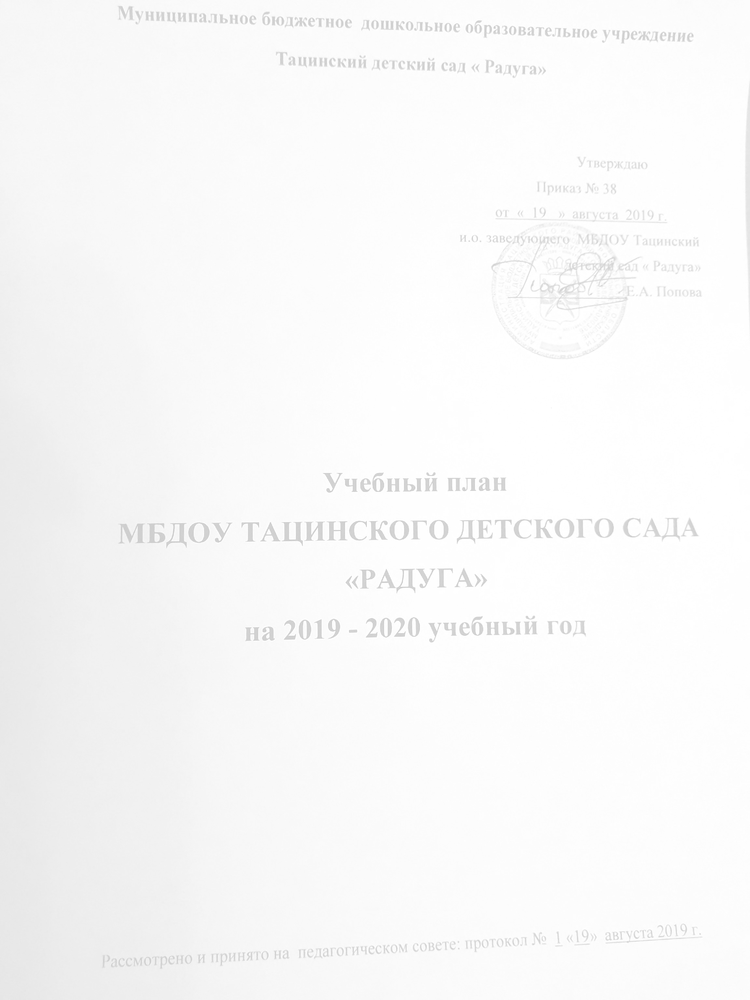 Муниципальное бюджетное дошкольное образовательное учреждение
Тацинский детский сад « Радуга»
Утверждаю
Приказ № 38
от « 19 » августа 2019 г.
и.о. заведующего МБДОУ Тацинский
детский сад « Радуга»
Е.А. Попова
Учебный план
МБДОУ ТАЦИНСКОГО ДЕТСКОГО САДА
«РАДУГА»
на 2019 - 2020 учебный год
Рассмотрено и принято на педагогическом совете: протокол № 1 «19» августа 2019 г.